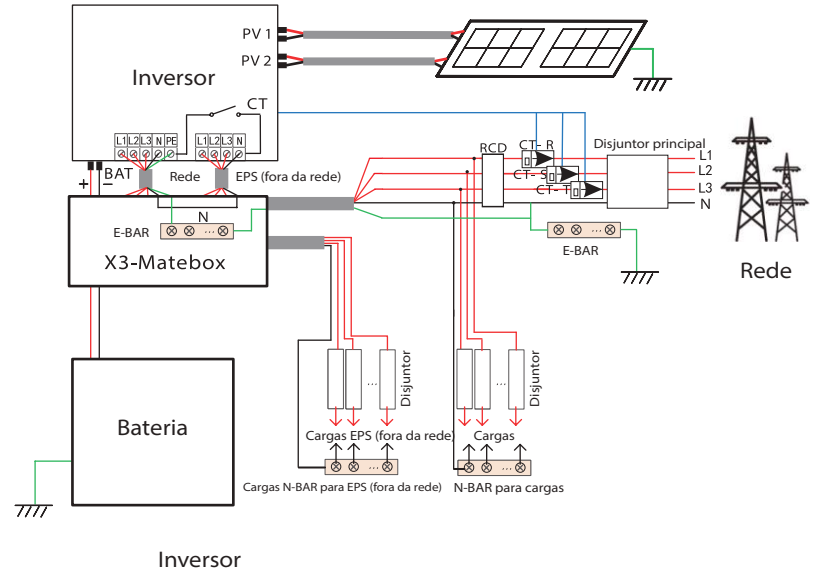 PV 1
PV 2
Inversor
CT
L1 L2 L3 N PE
L1 L2 L3 N
BAT
+
−
Rede
EPS (fora da rede)
RCD
CT- R
CT- S
CT- T
Disjuntor principal
L1
L2
L3
N
N
E-BAR
...
X3-Matebox
E-BAR
...
Rede
Bateria
...
Disjuntor
...
Disjuntor
Cargas EPS (fora da rede)
Cargas
...
...
Cargas N-BAR para EPS (fora da rede)
N-BAR para cargas
Inversor